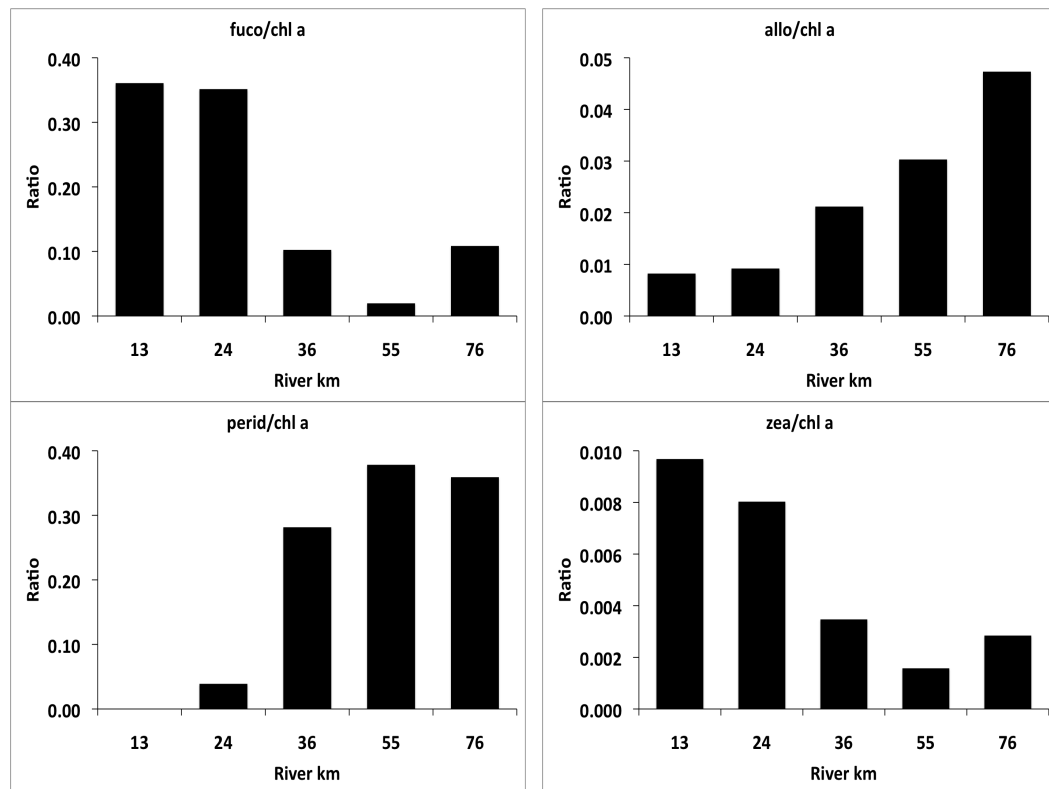 fuco/chl a
0.40
0.30
0.20
0.10
0.00
Ratio
13 24 36 55 76
River km
allo/chl a
0.05
0.04
0.03
0.02
0.01
0.00
Ratio
13 24 36 55 76
River km
perid/chl a
0.40
0.30
0.20
0.10
0.00
Ratio
13 24 36 55 76
River km
zea/chl a
0.010
0.008
0.006
0.004
0.002
0.000
Ratio
13 24 36 55 76
River km